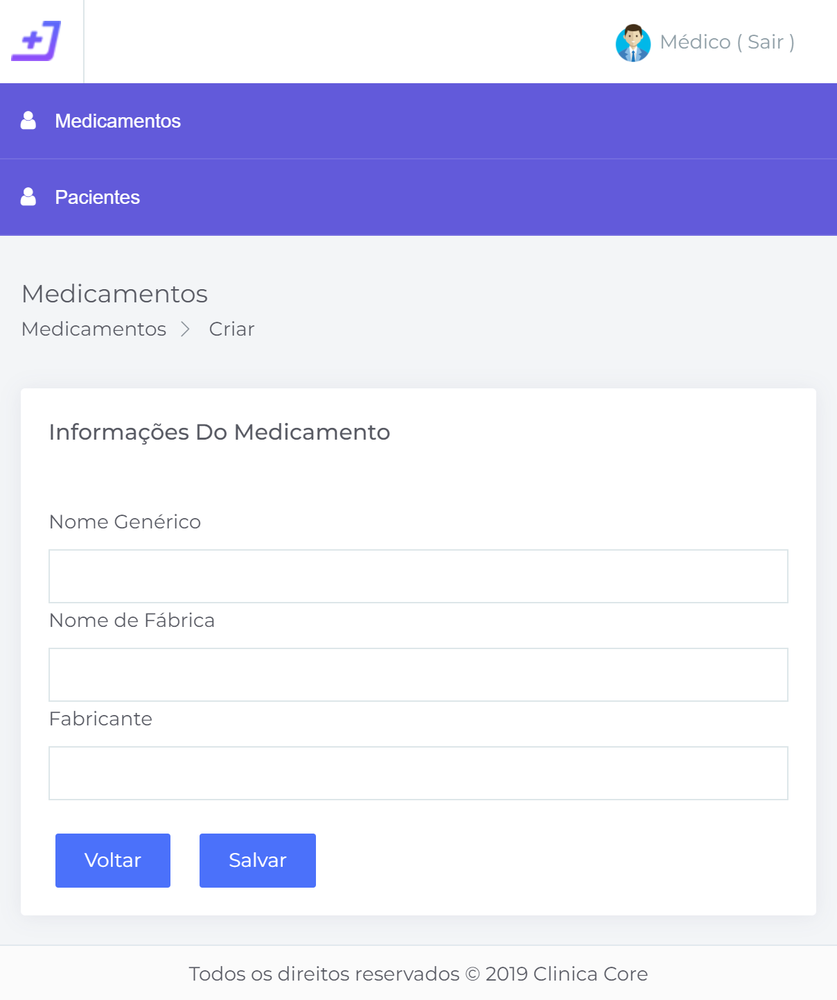 Médico ( Sair )
Medicamentos
Pacientes
Medicamentos
Medicamentos > Criar
Informações Do Medicamento
Nome Genérico
Nome de Fábrica
Fabricante
Voltar Salvar
Todos os direitos reservados © 2019 Clinica Core